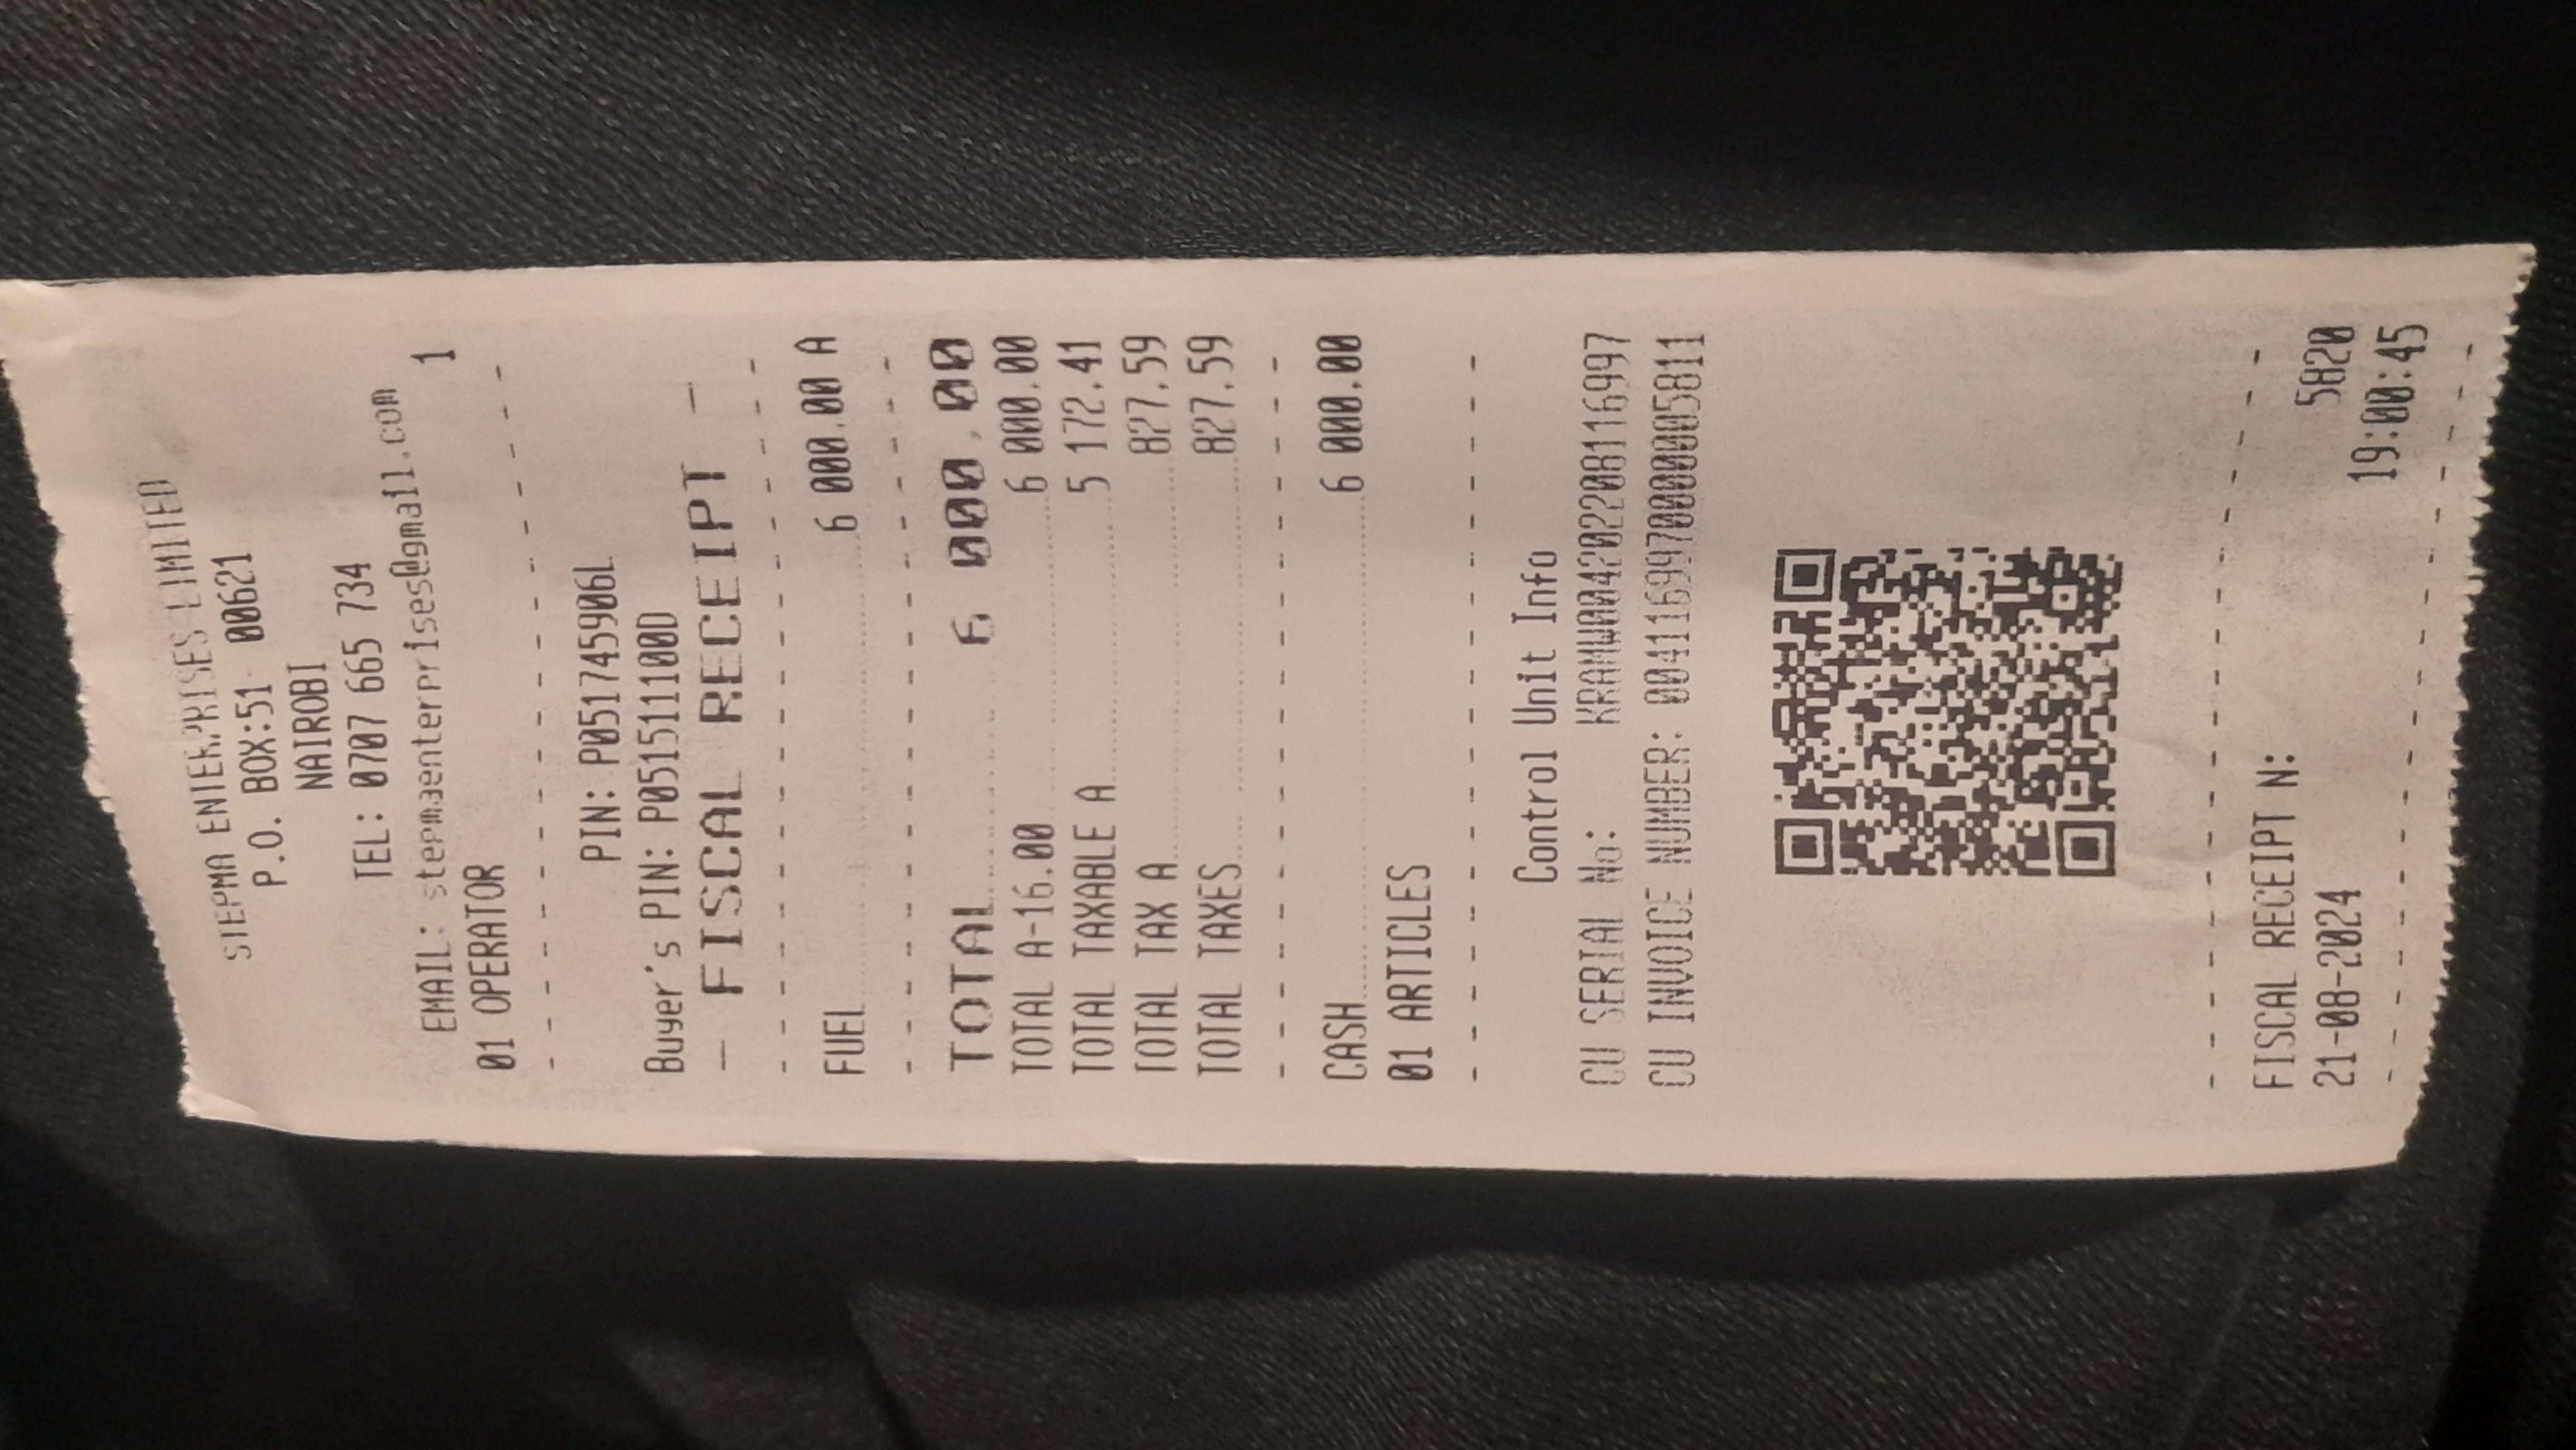 STEPMA ENTERPRISES LIMITED
P.O. BOX:51 00621
NAIROBI
TEL: 0707 665 734
EMAIL: stepmaenterprises@gmail.com
01 OPERATOR 1
PIN: P051745906L
Buyer's PIN: P051511100D
- FISCAL RECEIPT -
FUEL 6 000.00 A
TOTAL 6 000.00
TOTAL A-16.00 6 000.00
TOTAL TAXABLE A 5 172.41
TOTAL TAX A 827.59
TOTAL TAXES 827.59
CASH 6 000.00
01 ARTICLES
Control Unit Info
CU SERIAL No: KRAMW004202208116997
CU INVOICE NUMBER: 0041169970000005811
FISCAL RECEIPT N: 5820
21-08-2024 19:00:45